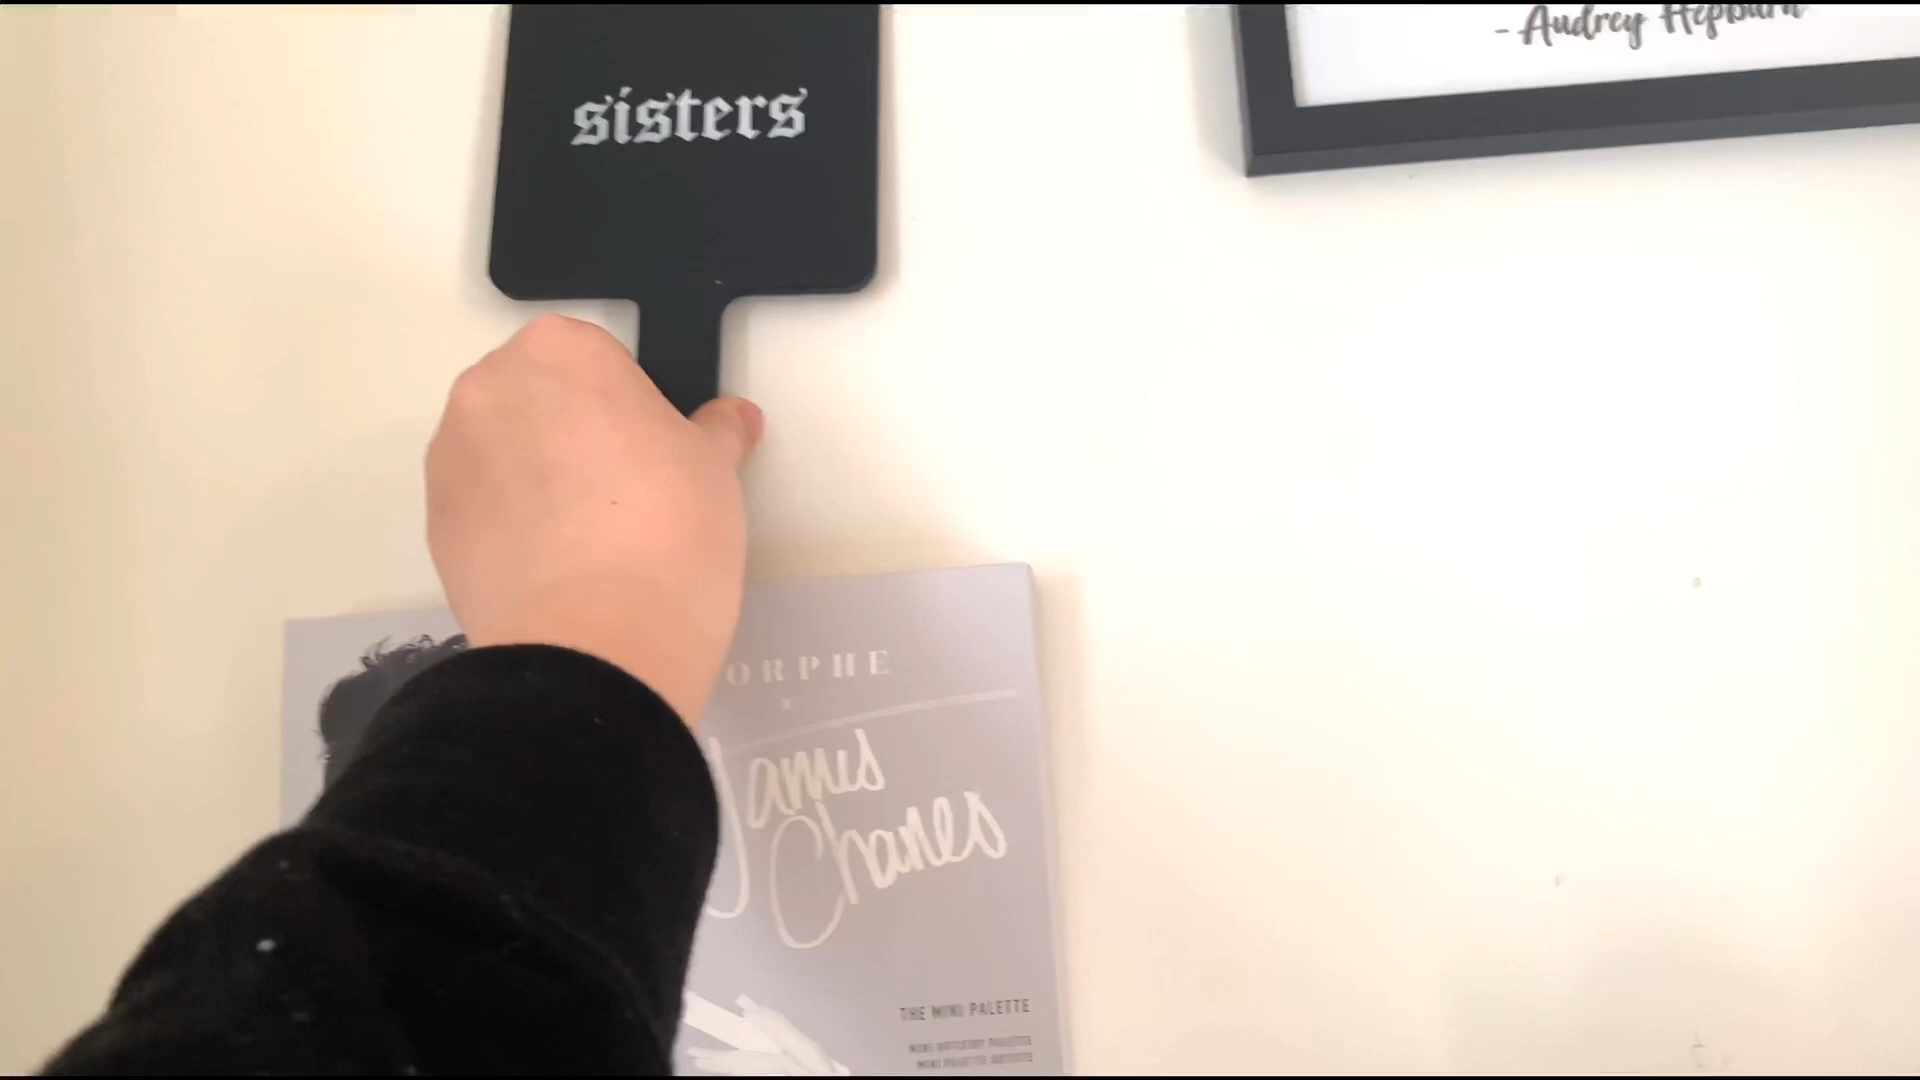 - Audrey Hepburn
sisters
ORPHE
x
James
Charles
THE MINI PALETTE